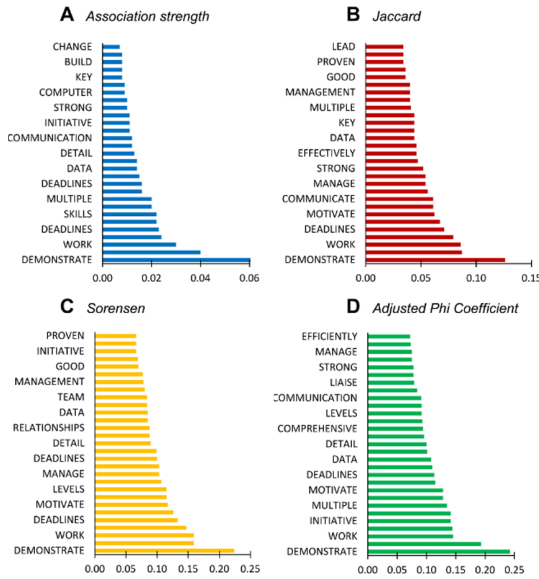 A Association strength
CHANGE
BUILD
KEY
COMPUTER
STRONG
INITIATIVE
COMMUNICATION
DETAIL
DATA
DEADLINES
MULTIPLE
SKILLS
DEADLINES
WORK
DEMONSTRATE
0.00 0.02 0.04 0.06
B Jaccard
LEAD
PROVEN
GOOD
MANAGEMENT
MULTIPLE
KEY
DATA
EFFECTIVELY
STRONG
MANAGE
COMMUNICATE
MOTIVATE
DEADLINES
WORK
DEMONSTRATE
0.00 0.05 0.10 0.15
C Sorensen
PROVEN
INITIATIVE
GOOD
MANAGEMENT
TEAM
DATA
RELATIONSHIPS
DETAIL
DEADLINES
MANAGE
LEVELS
MOTIVATE
DEADLINES
WORK
DEMONSTRATE
0.00 0.05 0.10 0.15 0.20 0.25
D Adjusted Phi Coefficient
EFFICIENTLY
MANAGE
STRONG
LIAISE
COMMUNICATION
LEVELS
COMPREHENSIVE
DETAIL
DATA
DEADLINES
MOTIVATE
MULTIPLE
INITIATIVE
WORK
DEMONSTRATE
0.00 0.05 0.10 0.15 0.20 0.25